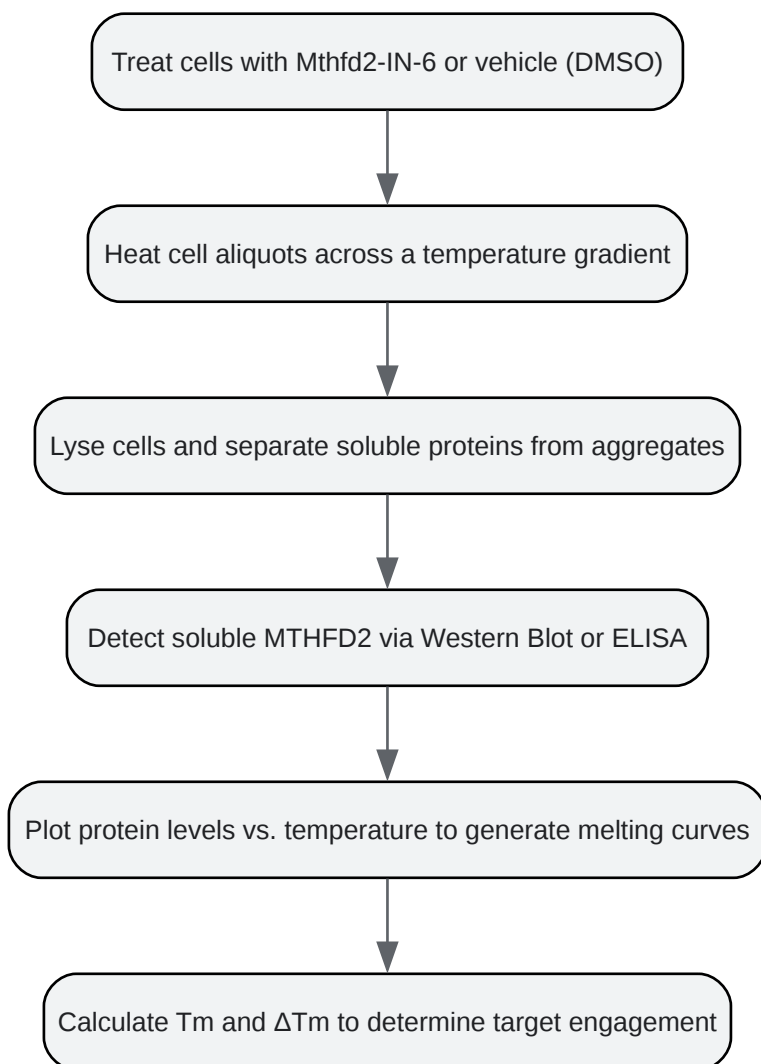 Treat cells with Mthfd2-IN-6 or vehicle (DMSO)
Heat cell aliquots across a temperature gradient
Lyse cells and separate soluble proteins from aggregates
Detect soluble MTHFD2 via Western Blot or ELISA
Plot protein levels vs. temperature to generate melting curves
Calculate Tm and ΔTm to determine target engagement